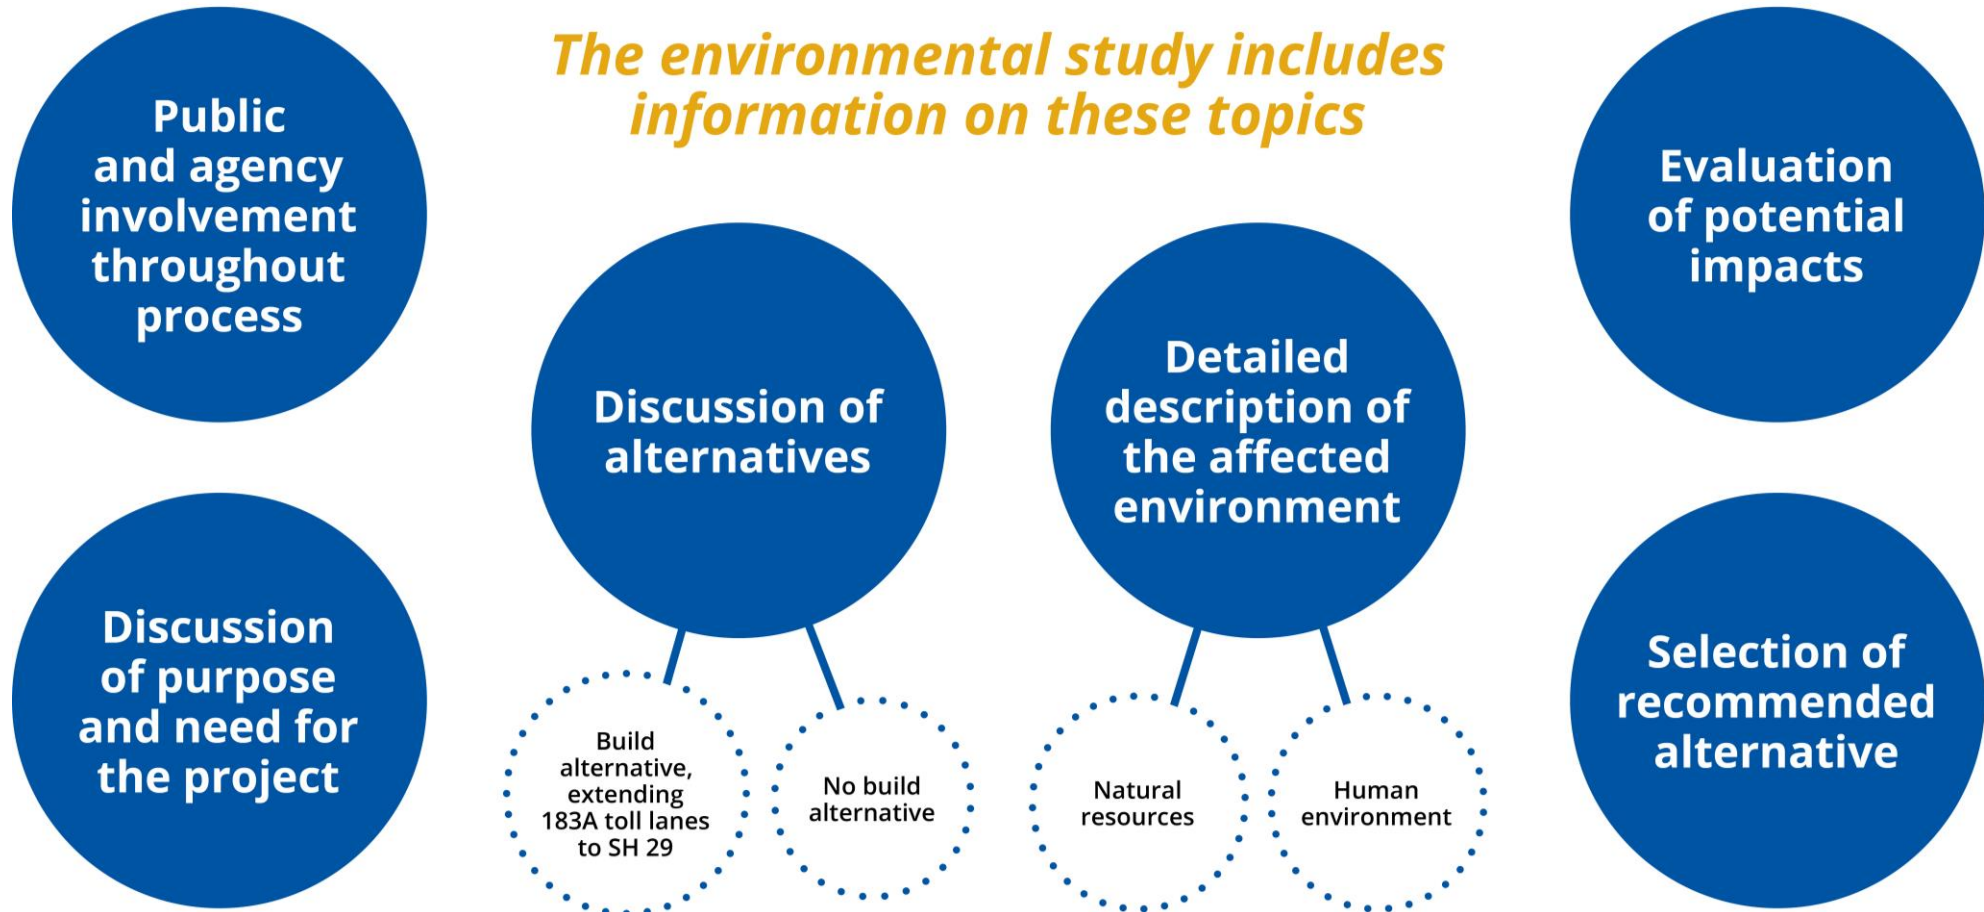 The environmental study includes
information on these topics
Public
and agency
involvement
throughout
process
Discussion
of purpose
and need for
the project
Discussion of
alternatives
Build
alternative,
extending
183A toll lanes
to SH 29
No build
alternative
Detailed
description of
the affected
environment
Natural
resources
Human
environment
Evaluation
of potential
impacts
Selection of
recommended
alternative